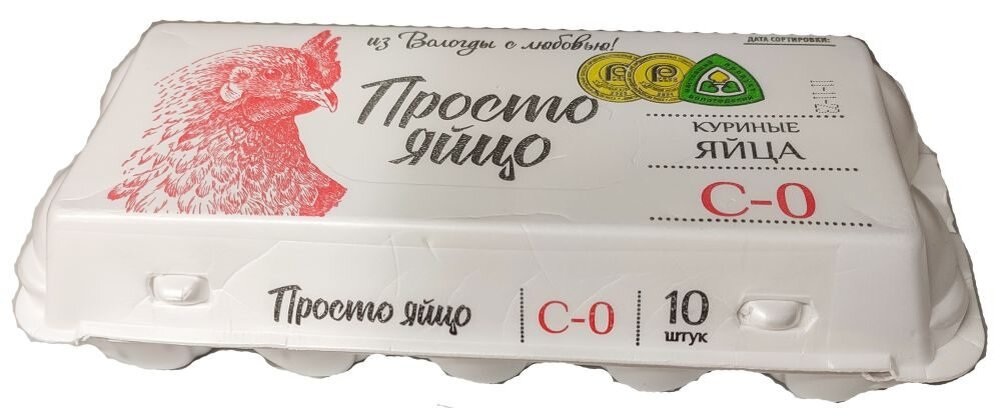 из Вологды с любовью!
ДАТА СОРТИРОВКИ:
Просто
яйцо
КУРИНЫЕ
ЯЙЦА
С-0
Просто яйцо
С-0
10
штук